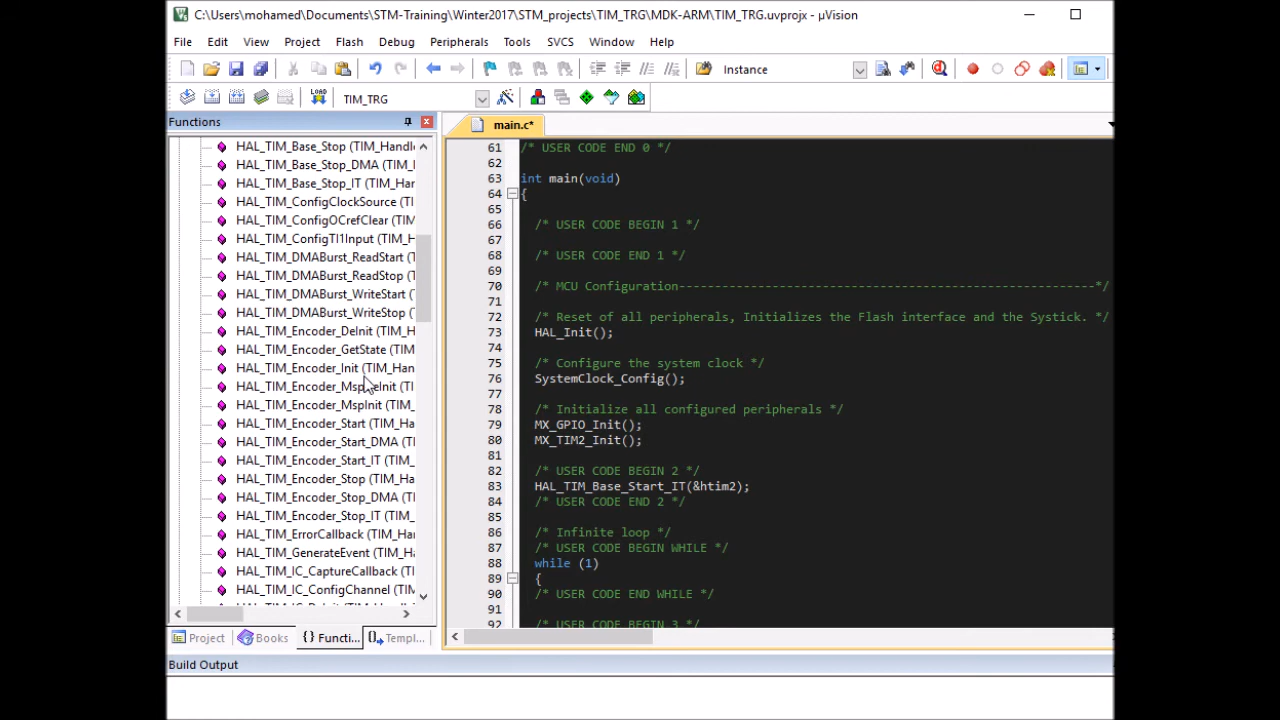 C:\Users\mohamed\Documents\STM-Training\Winter2017\STM_projects\TIM_TRG\MDK-ARM\TIM_TRG.uvprojx - µVision
File Edit View Project Flash Debug Peripherals Tools SVCS Window Help
Instance
LOAD
TIM_TRG
Functions
HAL_TIM_Base_Stop (TIM_Handl
HAL_TIM_Base_Stop_DMA (TIM_
HAL_TIM_Base_Stop_IT (TIM_Har
HAL_TIM_ConfigClockSource (TI
HAL_TIM_ConfigOCrefClear (TIM
HAL_TIM_ConfigTI1Input (TIM_H
HAL_TIM_DMABurst_ReadStart (
HAL_TIM_DMABurst_ReadStop (T
HAL_TIM_DMABurst_WriteStart (
HAL_TIM_DMABurst_WriteStop (
HAL_TIM_Encoder_DeInit (TIM_H
HAL_TIM_Encoder_GetState (TIM
HAL_TIM_Encoder_Init (TIM_Han
HAL_TIM_Encoder_MspDeInit (TI
HAL_TIM_Encoder_MspInit (TIM_
HAL_TIM_Encoder_Start (TIM_Ha
HAL_TIM_Encoder_Start_DMA (TI
HAL_TIM_Encoder_Start_IT (TIM_
HAL_TIM_Encoder_Stop (TIM_Ha
HAL_TIM_Encoder_Stop_DMA (TI
HAL_TIM_Encoder_Stop_IT (TIM_
HAL_TIM_ErrorCallback (TIM_Ha
HAL_TIM_GenerateEvent (TIM_H
HAL_TIM_IC_CaptureCallback (TI
HAL_TIM_IC_ConfigChannel (TIM
Project Books {} Functi... Templ...
main.c*
61 /* USER CODE END 0 */
62
63 int main(void)
64 {
65
66 /* USER CODE BEGIN 1 */
67
68 /* USER CODE END 1 */
69
70 /* MCU Configuration----------------------------------------------------------*/
71
72 /* Reset of all peripherals, Initializes the Flash interface and the Systick. */
73 HAL_Init();
74
75 /* Configure the system clock */
76 SystemClock_Config();
77
78 /* Initialize all configured peripherals */
79 MX_GPIO_Init();
80 MX_TIM2_Init();
81
82 /* USER CODE BEGIN 2 */
83 HAL_TIM_Base_Start_IT(&htim2);
84 /* USER CODE END 2 */
85
86 /* Infinite loop */
87 /* USER CODE BEGIN WHILE */
88 while (1)
89 {
90 /* USER CODE END WHILE */
91
92 /* USER CODE BEGIN 3 */
Build Output